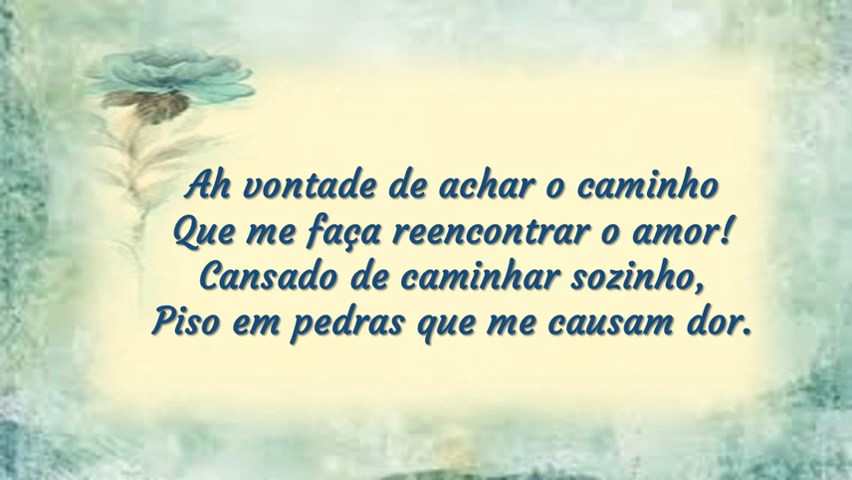 Ah vontade de achar o caminho
Que me faça reencontrar o amor!
Cansado de caminhar sozinho,
Piso em pedras que me causam dor.